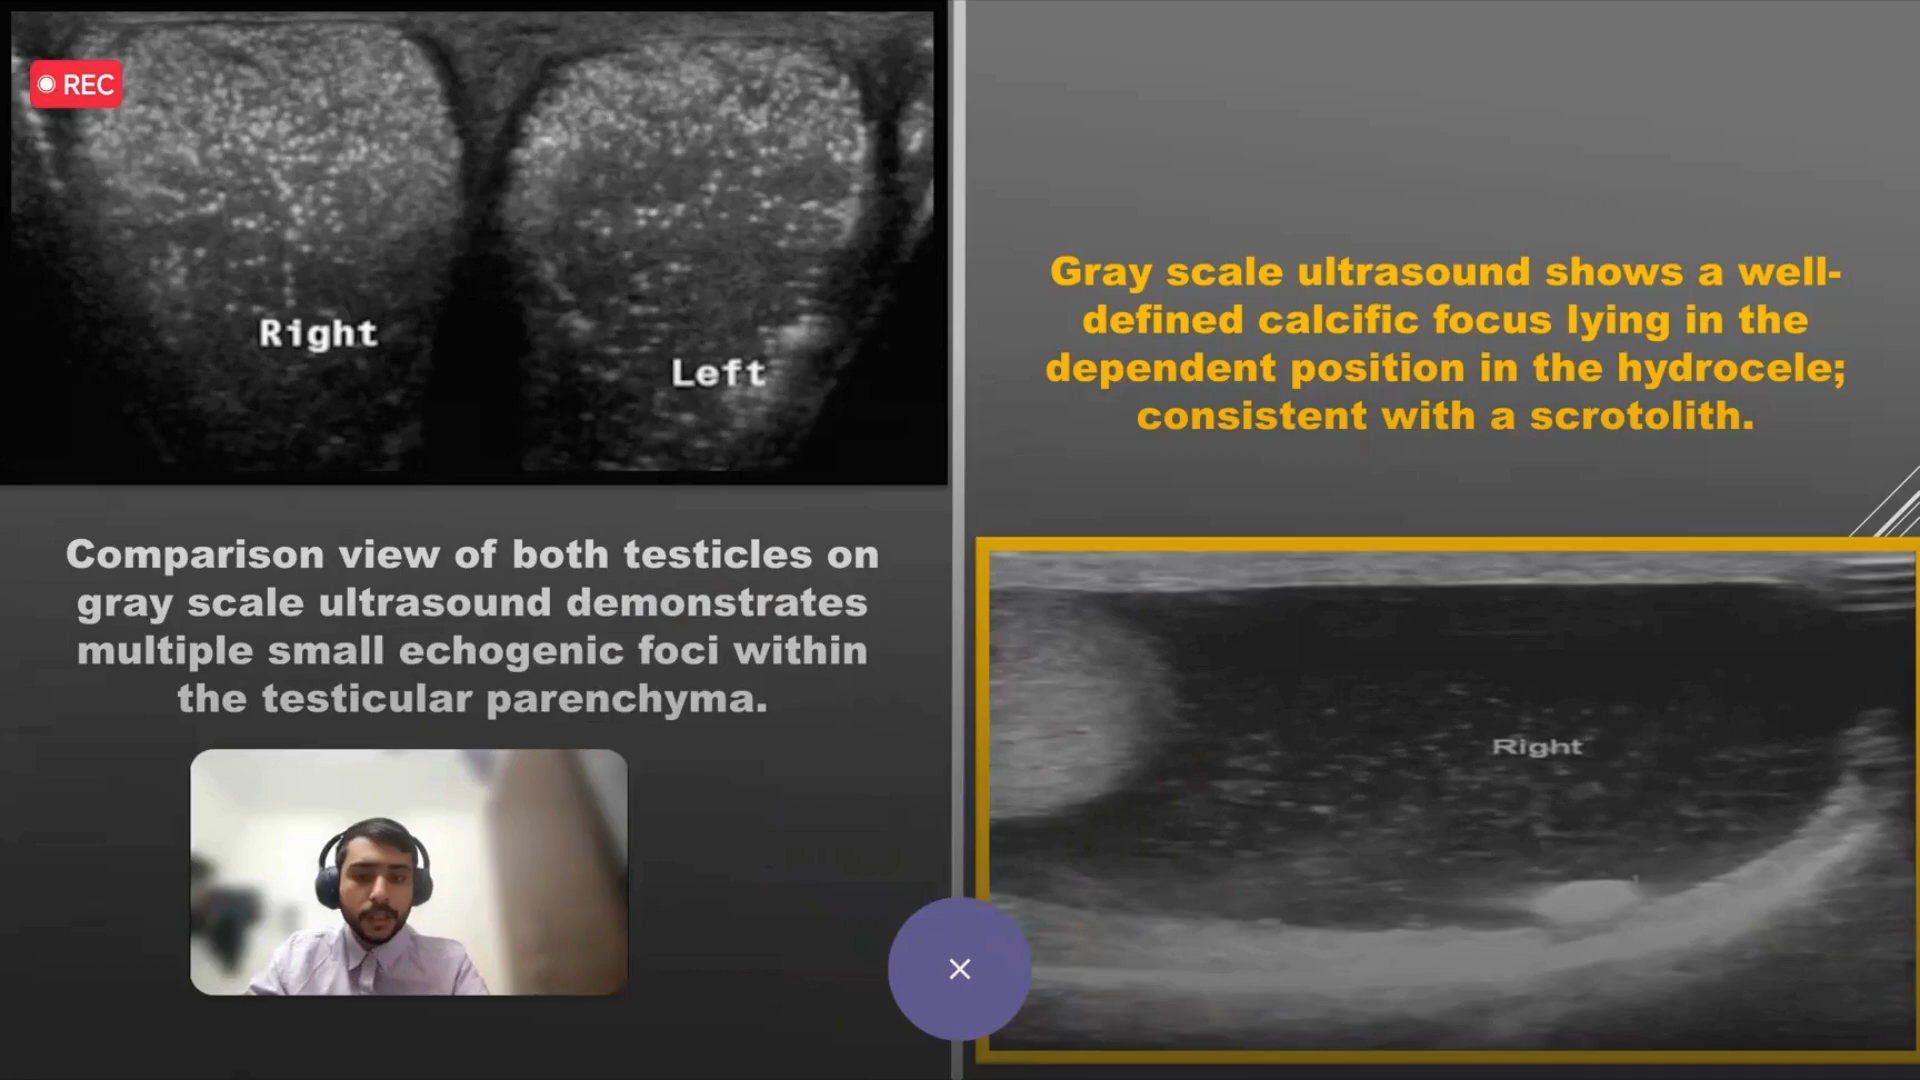 REC
Right
Left
Comparison view of both testicles on
gray scale ultrasound demonstrates
multiple small echogenic foci within
the testicular parenchyma.
Gray scale ultrasound shows a well-
defined calcific focus lying in the
dependent position in the hydrocele;
consistent with a scrotolith.
Right